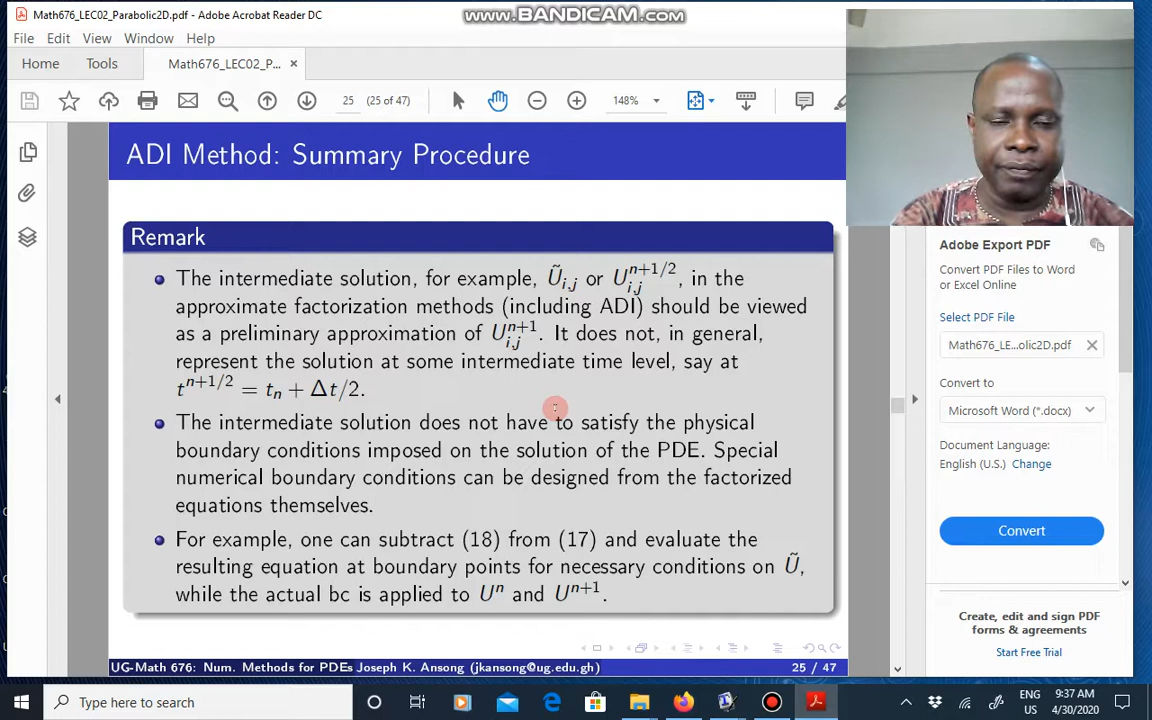 Math676_LEC02_Parabolic2D.pdf - Adobe Acrobat Reader DC
www.BANDICAM.com
File Edit View Window Help
Home Tools Math676_LEC02_P... ×
25 (25 of 47) 148%
ADI Method: Summary Procedure
Remark
The intermediate solution, for example, Ũ_{i,j} or U_{i,j}^{n+1/2}, in the
approximate factorization methods (including ADI) should be viewed
as a preliminary approximation of U_{i,j}^{n+1}. It does not, in general,
represent the solution at some intermediate time level, say at
t^{n+1/2} = t_n + Δt/2.
The intermediate solution does not have to satisfy the physical
boundary conditions imposed on the solution of the PDE. Special
numerical boundary conditions can be designed from the factorized
equations themselves.
For example, one can subtract (18) from (17) and evaluate the
resulting equation at boundary points for necessary conditions on Ũ,
while the actual bc is applied to U^n and U^{n+1}.
UG-Math 676: Num. Methods for PDEs Joseph K. Ansong (jkansong@ug.edu.gh) 25 / 47
Adobe Export PDF
Convert PDF Files to Word
or Excel Online
Select PDF File
Math676_LE...olic2D.pdf ×
Convert to
Microsoft Word (*.docx)
Document Language:
English (U.S.) Change
Convert
Create, edit and sign PDF
forms & agreements
Start Free Trial
Type here to search
ENG
US
9:37 AM
4/30/2020